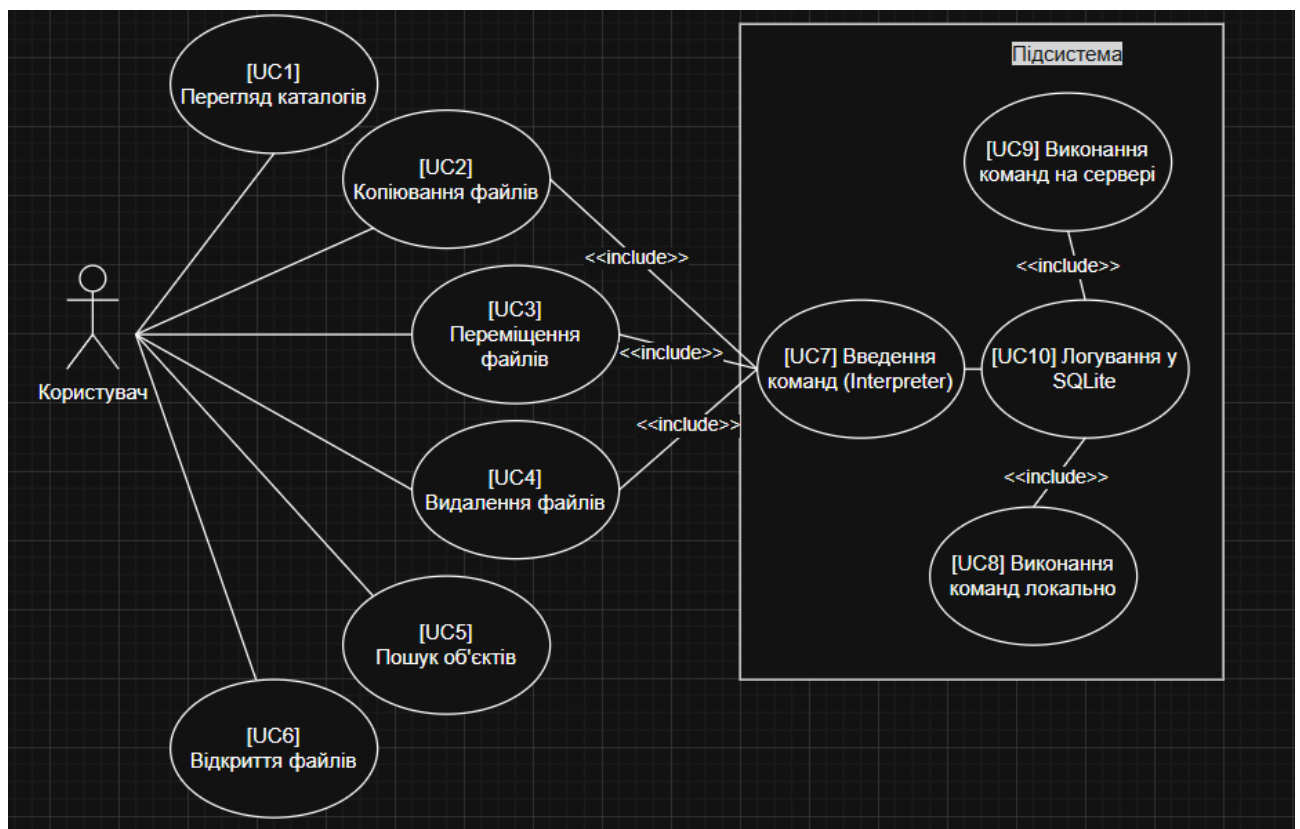 [UC1]
Перегляд каталогів
[UC2]
Копіювання файлів
<<include>>
Користувач
[UC3]
Переміщення
файлів
<<include>>
[UC4]
Видалення файлів
<<include>>
[UC5]
Пошук об'єктів
[UC6]
Відкриття файлів
Підсистема
[UC9] Виконання
команд на сервері
<<include>>
[UC7] Введення
команд (Interpreter)
[UC10] Логування у
SQLite
<<include>>
[UC8] Виконання
команд локально